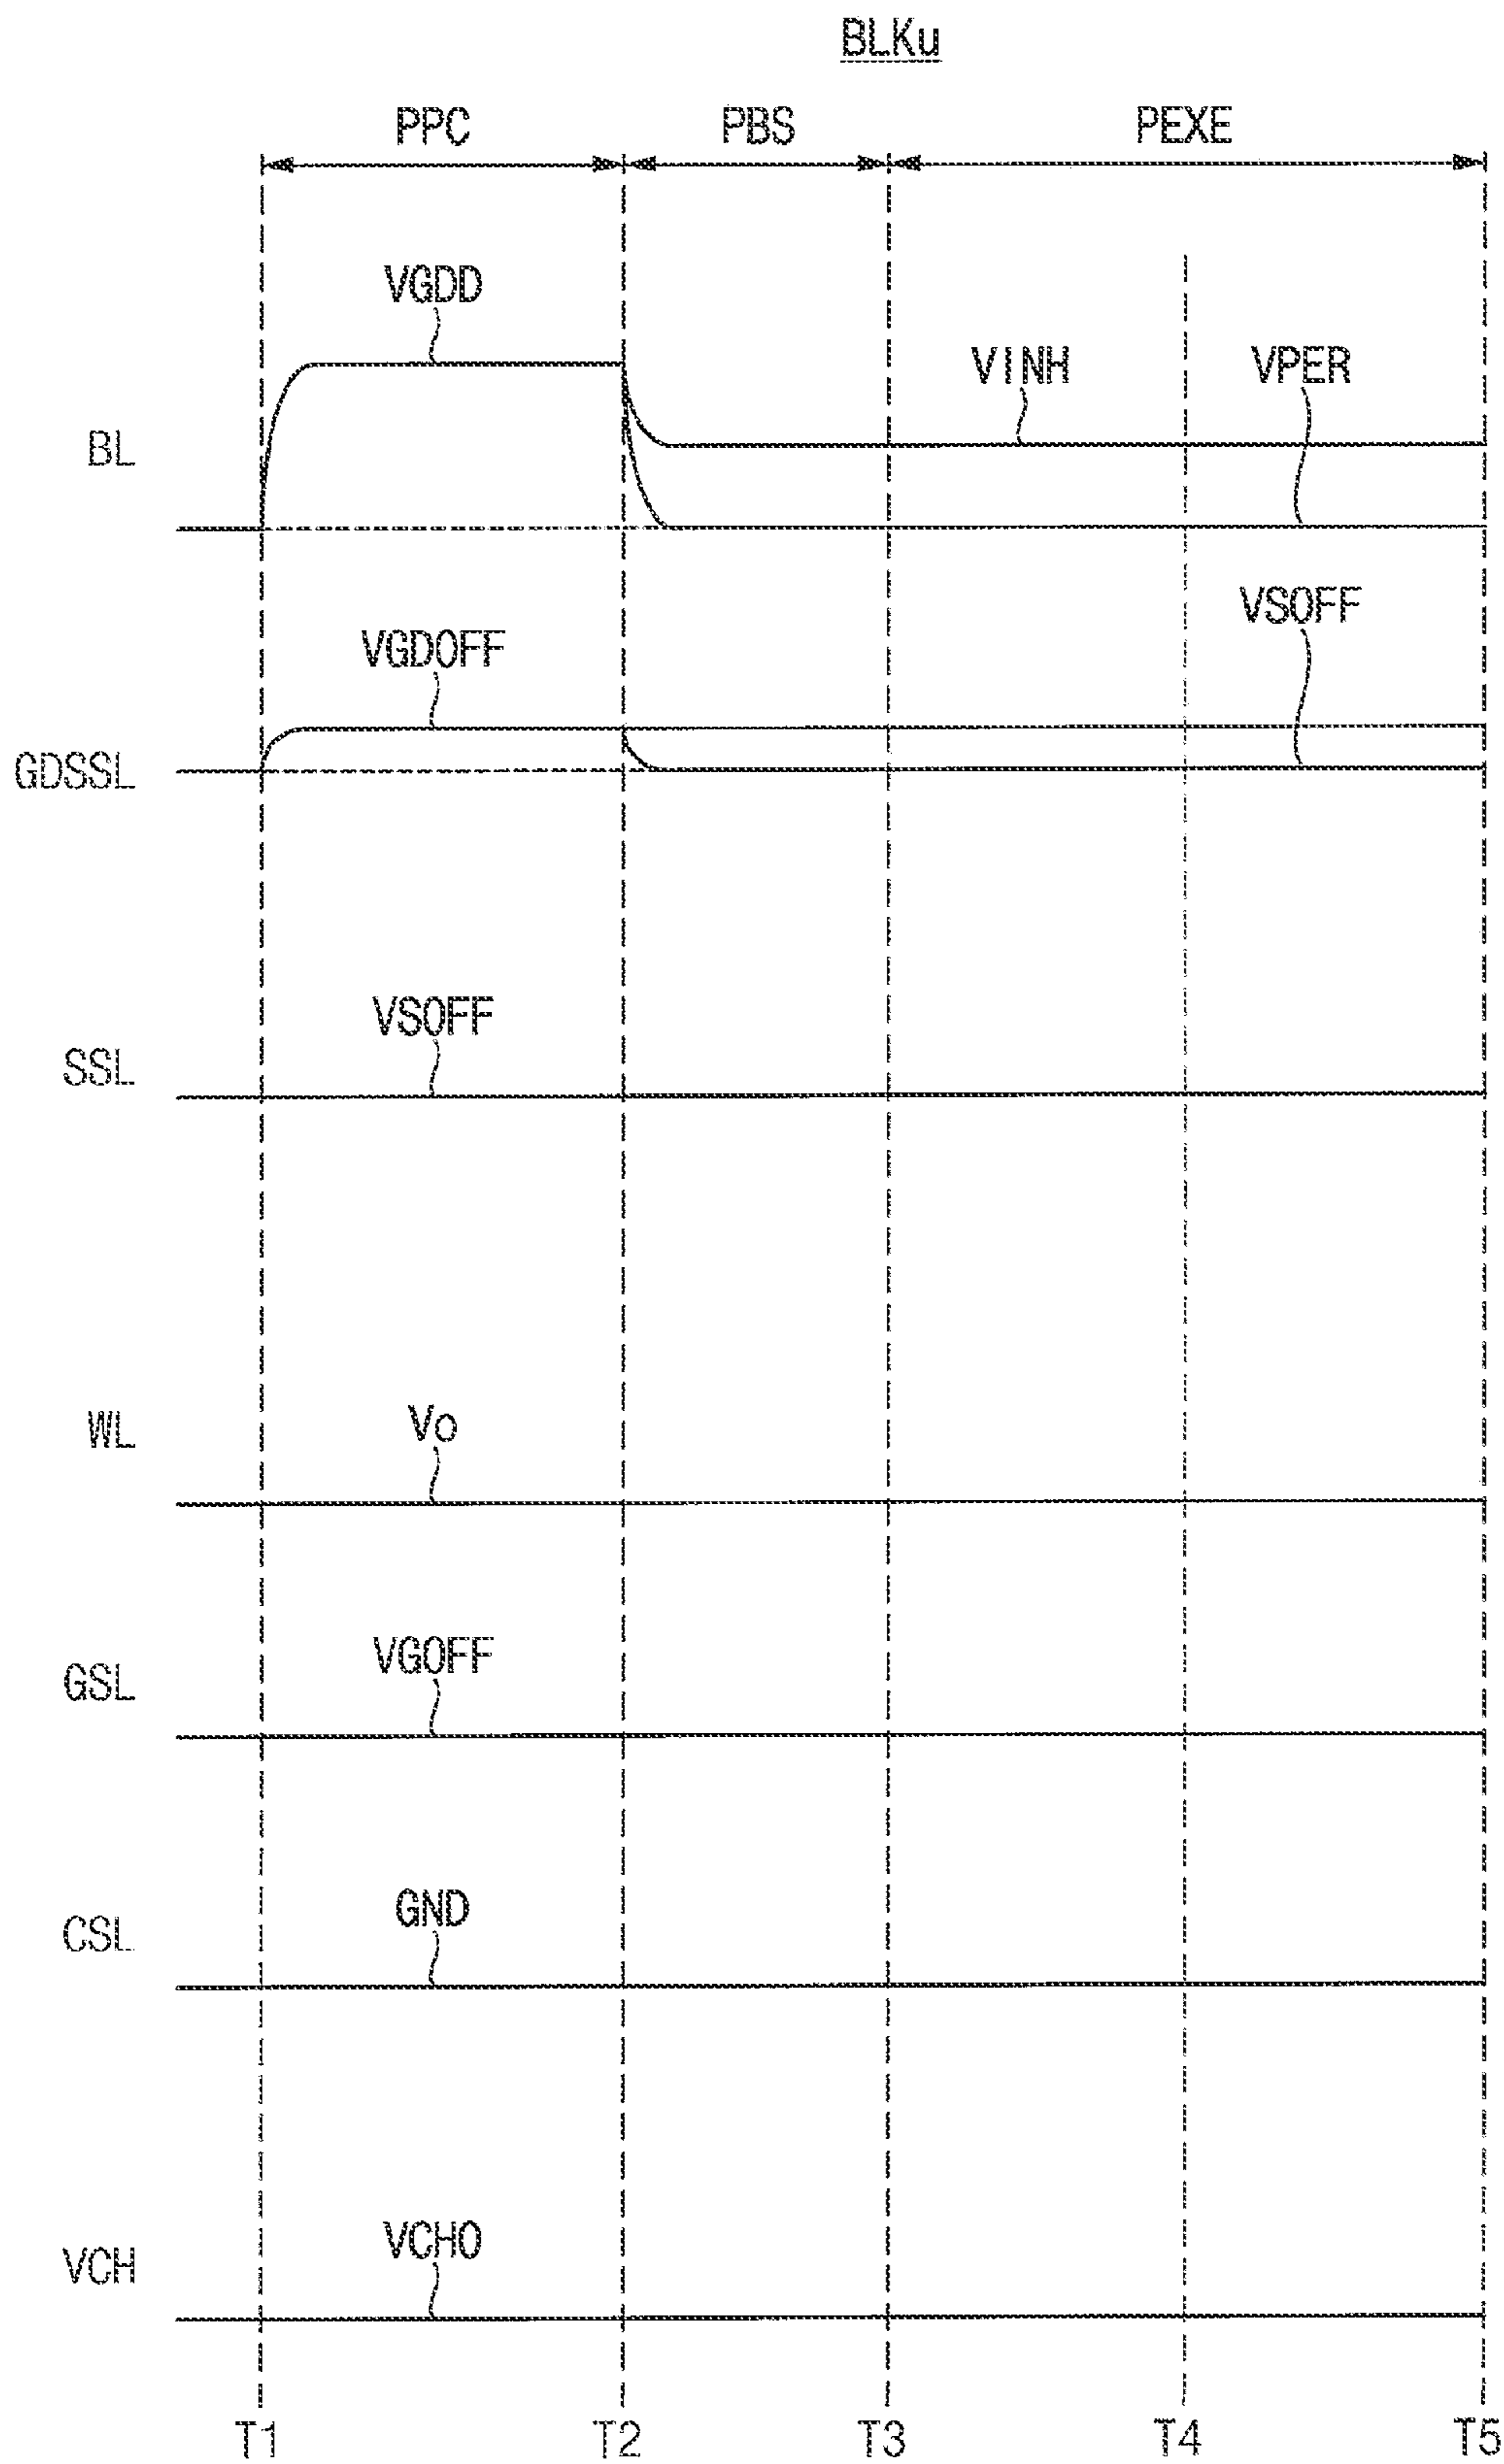 BLKu
PPC PBS PEXE
VGDD
VINH VPER
BL
VSOFF
VGDOFF
GDSSL
VSOFF
SSL
Vo
WL
VGOFF
GSL
GND
CSL
VCHO
VCH
T1 T2 T3 T4 T5